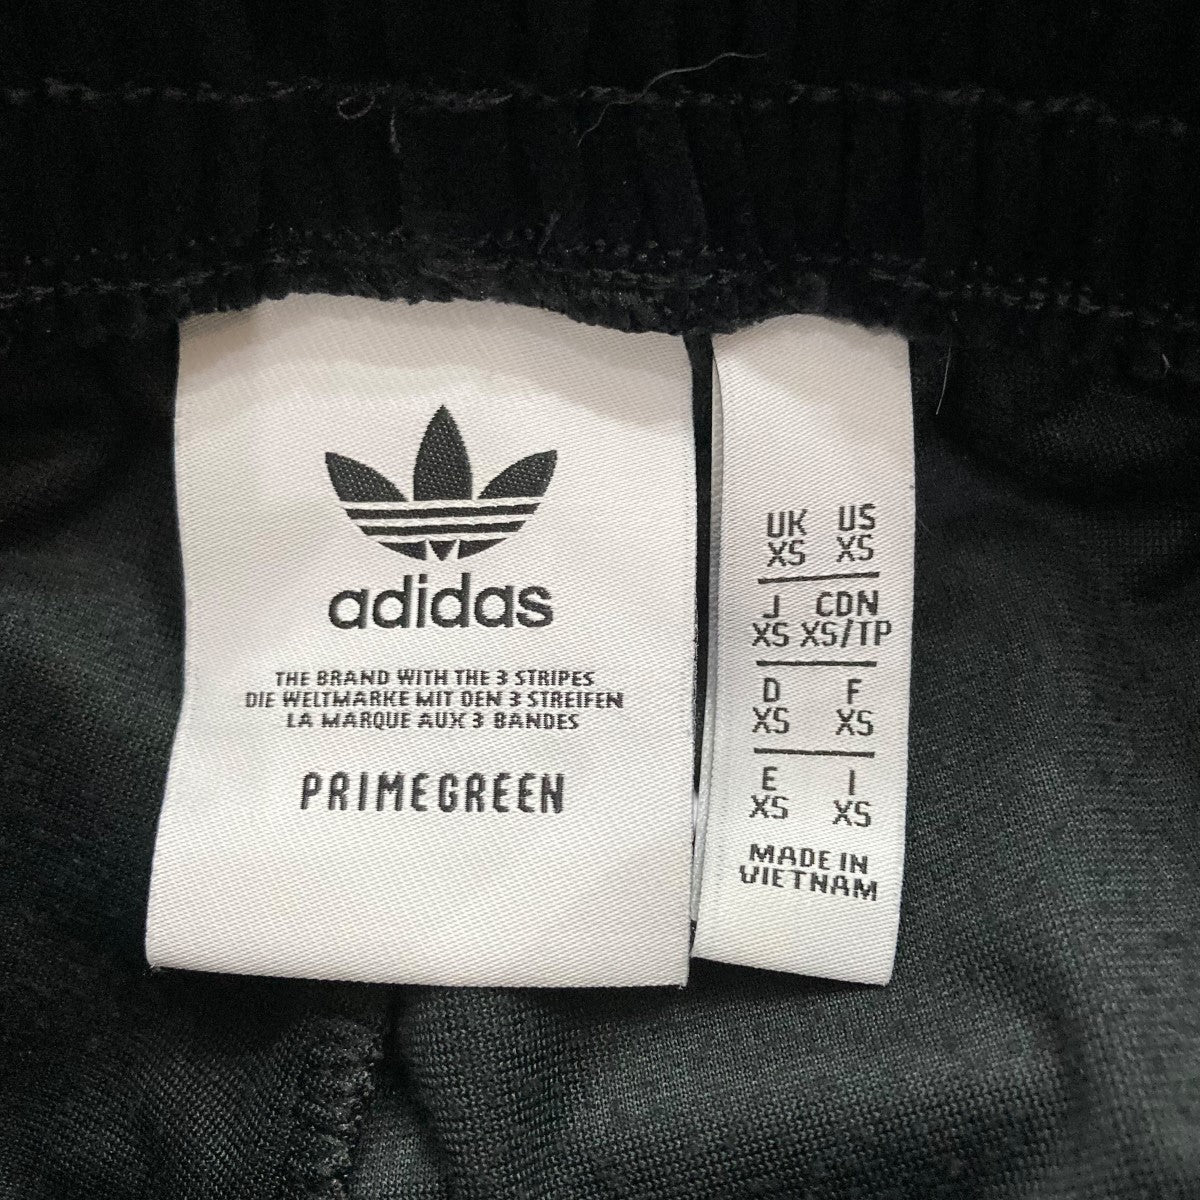 adidas
THE BRAND WITH THE 3 STRIPES
DIE WELTMARKE MIT DEN 3 STREIFEN
LA MARQUE AUX 3 BANDES
PRIMEGREEN
UK US
XS XS
J CDN
XS XS/TP
D F
XS XS
E I
XS XS
MADE IN
VIETNAM